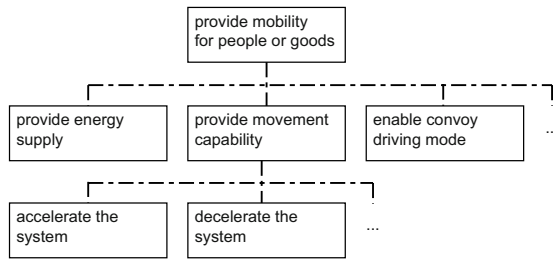 provide mobility
for people or goods
provide energy
supply
provide movement
capability
enable convoy
driving mode
...
accelerate the
system
decelerate the
system
...